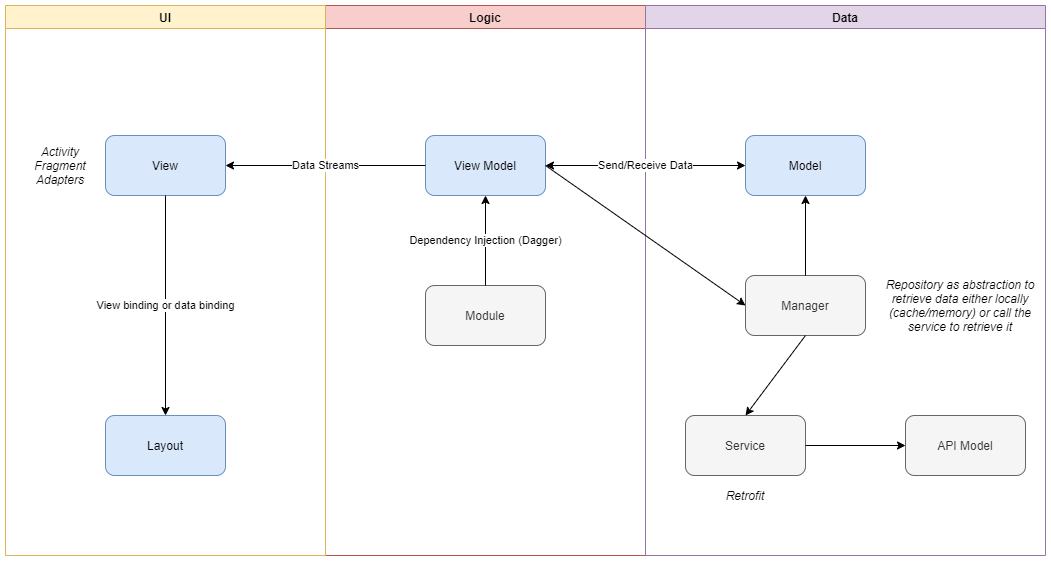 UI
Logic
Data
Activity
Fragment
Adapters
View
Data Streams
View Model
Send/Receive Data
Model
Dependency Injection (Dagger)
View binding or data binding
Module
Manager
Repository as abstraction to
retrieve data either locally
(cache/memory) or call the
service to retrieve it
Layout
Service
API Model
Retrofit